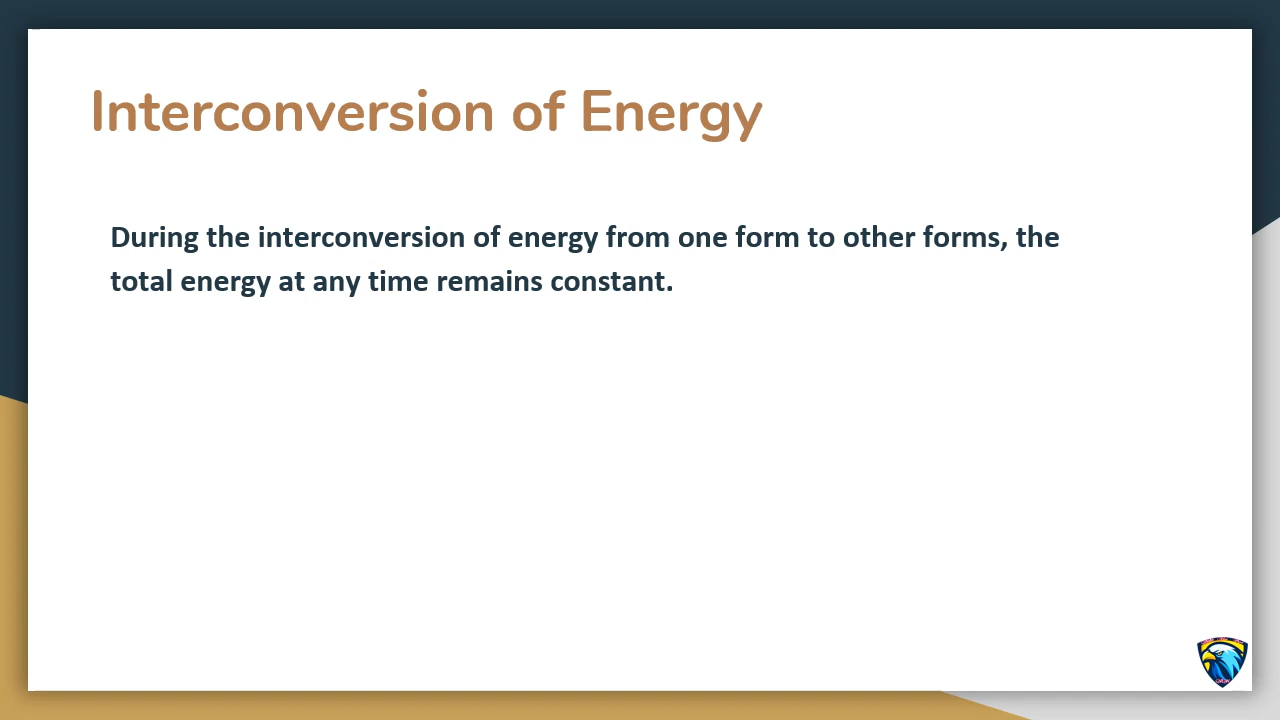 Interconversion of Energy
During the interconversion of energy from one form to other forms, the
total energy at any time remains constant.